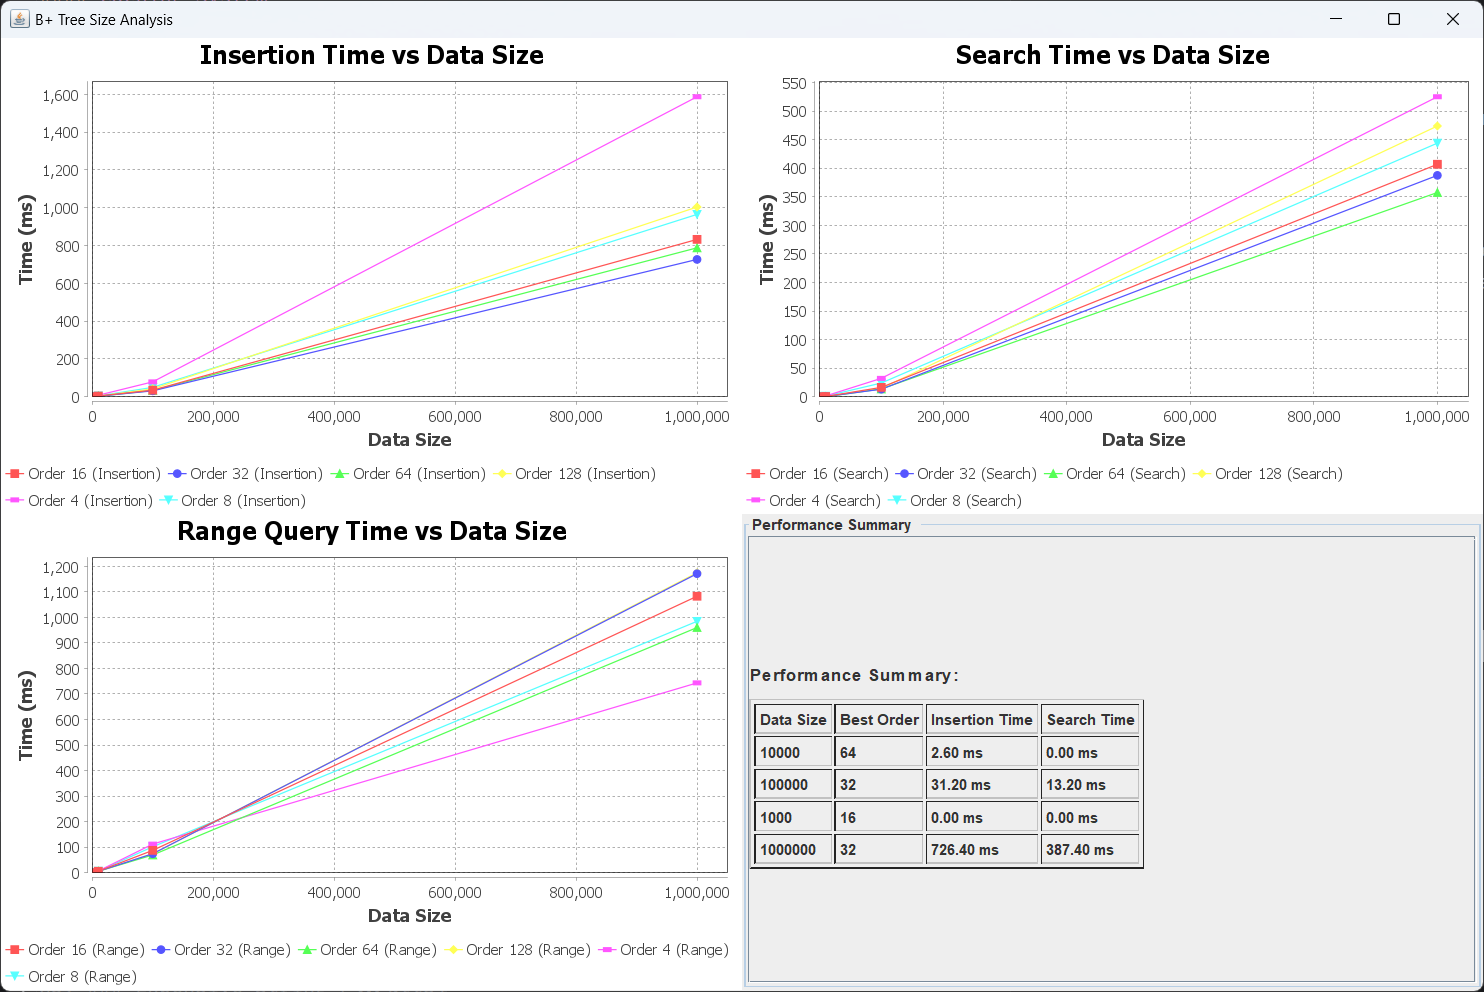 B+ Tree Size Analysis
Insertion Time vs Data Size
1,600
1,400
1,200
1,000
800
600
400
200
0
Time (ms)
0 200,000 400,000 600,000 800,000 1,000,000
Data Size
Order 16 (Insertion) Order 32 (Insertion) Order 64 (Insertion) Order 128 (Insertion)
Order 4 (Insertion) Order 8 (Insertion)
Search Time vs Data Size
550
500
450
400
350
300
250
200
150
100
50
0
Time (ms)
0 200,000 400,000 600,000 800,000 1,000,000
Data Size
Order 16 (Search) Order 32 (Search) Order 64 (Search) Order 128 (Search)
Order 4 (Search) Order 8 (Search)
Range Query Time vs Data Size
1,200
1,100
1,000
900
800
700
600
500
400
300
200
100
0
Time (ms)
0 200,000 400,000 600,000 800,000 1,000,000
Data Size
Order 16 (Range) Order 32 (Range) Order 64 (Range) Order 128 (Range) Order 4 (Range)
Order 8 (Range)
Performance Summary
Performance Summary:
Data Size Best Order Insertion Time Search Time
10000 64 2.60 ms 0.00 ms
100000 32 31.20 ms 13.20 ms
1000 16 0.00 ms 0.00 ms
1000000 32 726.40 ms 387.40 ms